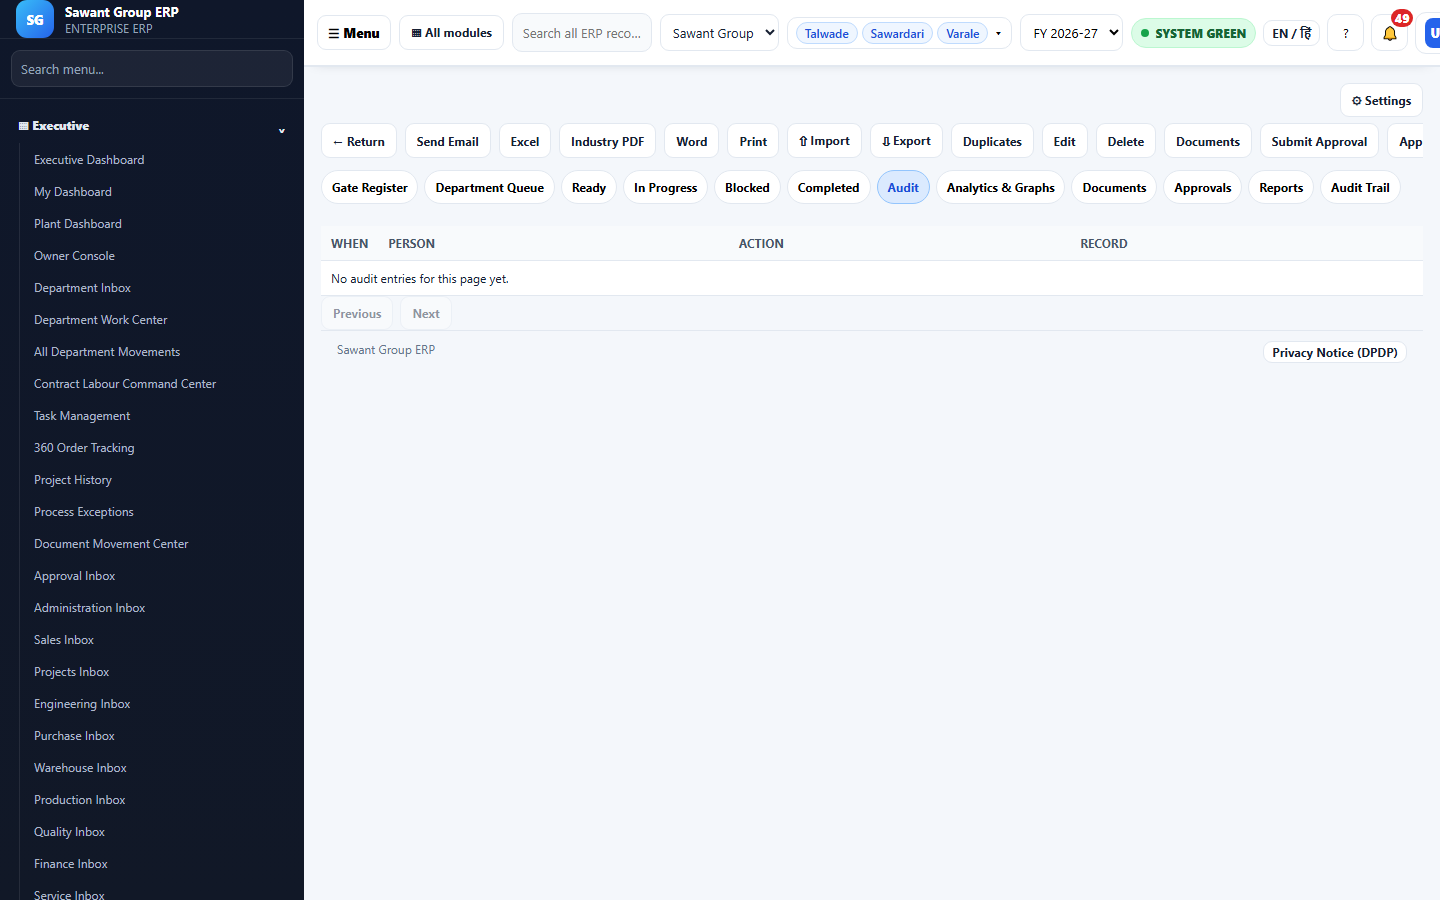 SG
Sawant Group ERP
ENTERPRISE ERP
Search menu...
Executive
Executive Dashboard
My Dashboard
Plant Dashboard
Owner Console
Department Inbox
Department Work Center
All Department Movements
Contract Labour Command Center
Task Management
360 Order Tracking
Project History
Process Exceptions
Document Movement Center
Approval Inbox
Administration Inbox
Sales Inbox
Projects Inbox
Engineering Inbox
Purchase Inbox
Warehouse Inbox
Production Inbox
Quality Inbox
Finance Inbox
Service Inbox
☰ Menu
All modules
Search all ERP reco...
Sawant Group
Talwade Sawardari Varale
FY 2026-27
SYSTEM GREEN
EN / हिं
?
49
U
⚙ Settings
← Return Send Email Excel Industry PDF Word Print ⇧ Import ⇩ Export Duplicates Edit Delete Documents Submit Approval App
Gate Register Department Queue Ready In Progress Blocked Completed Audit Analytics & Graphs Documents Approvals Reports Audit Trail
WHEN PERSON ACTION RECORD
No audit entries for this page yet.
Previous Next
Sawant Group ERP
Privacy Notice (DPDP)